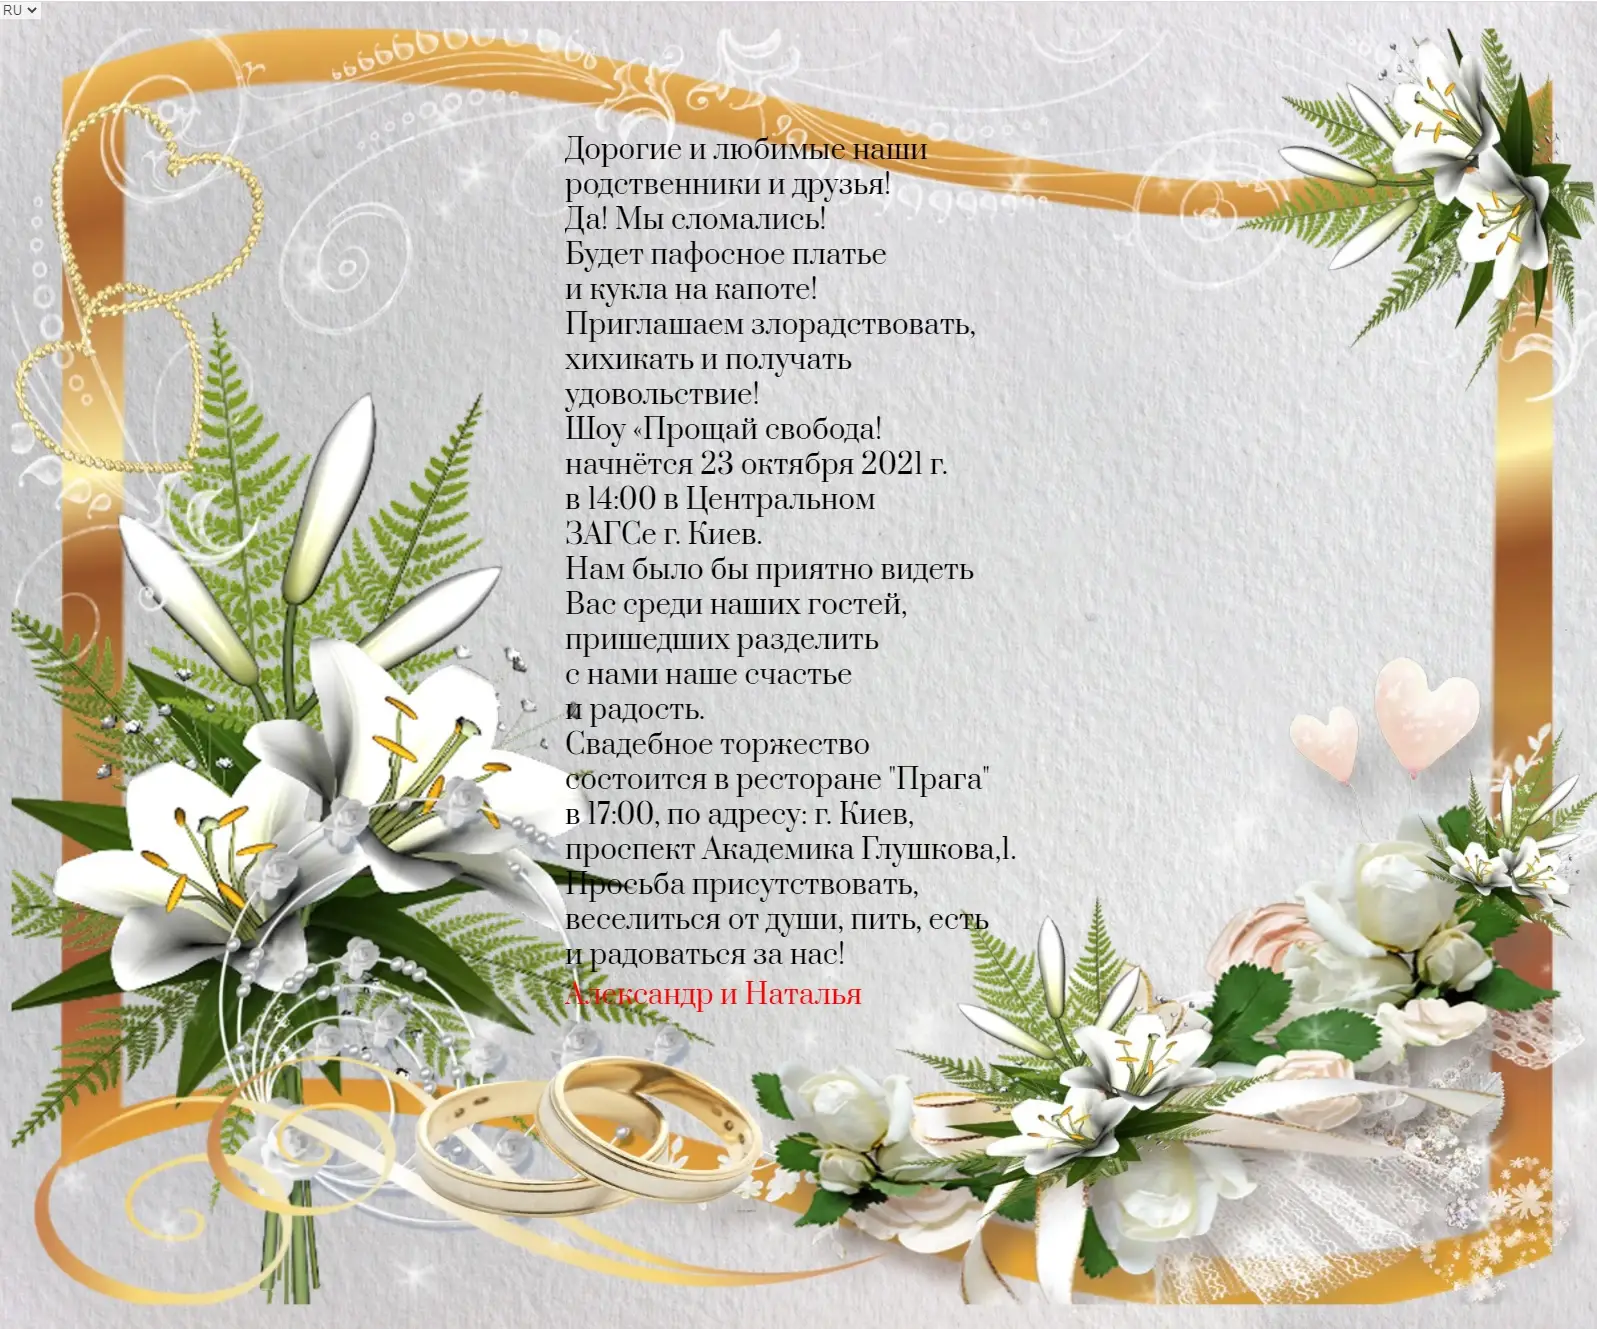 RU
Дорогие и любимые наши
родственники и друзья!
Да! Мы сломались!
Будет пафосное платье
и кукла на капоте!
Приглашаем злорадствовать,
хихикать и получать
удовольствие!
Шоу «Прощай свобода!
начнётся 23 октября 2021 г.
в 14:00 в Центральном
ЗАГСе г. Киев.
Нам было бы приятно видеть
Вас среди наших гостей,
пришедших разделить
с нами наше счастье
и радость.
Свадебное торжество
состоится в ресторане "Прага"
в 17:00, по адресу: г. Киев,
проспект Академика Глушкова,1.
Просьба присутствовать,
веселиться от души, пить, есть
и радоваться за нас!
Александр и Наталья